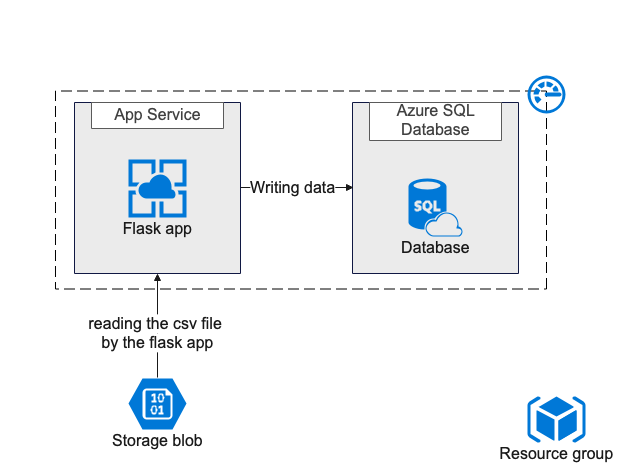 App Service
Azure SQL
Database
Flask app
Writing data
SQL
Database
reading the csv file
by the flask app
10
01
Storage blob
Resource group